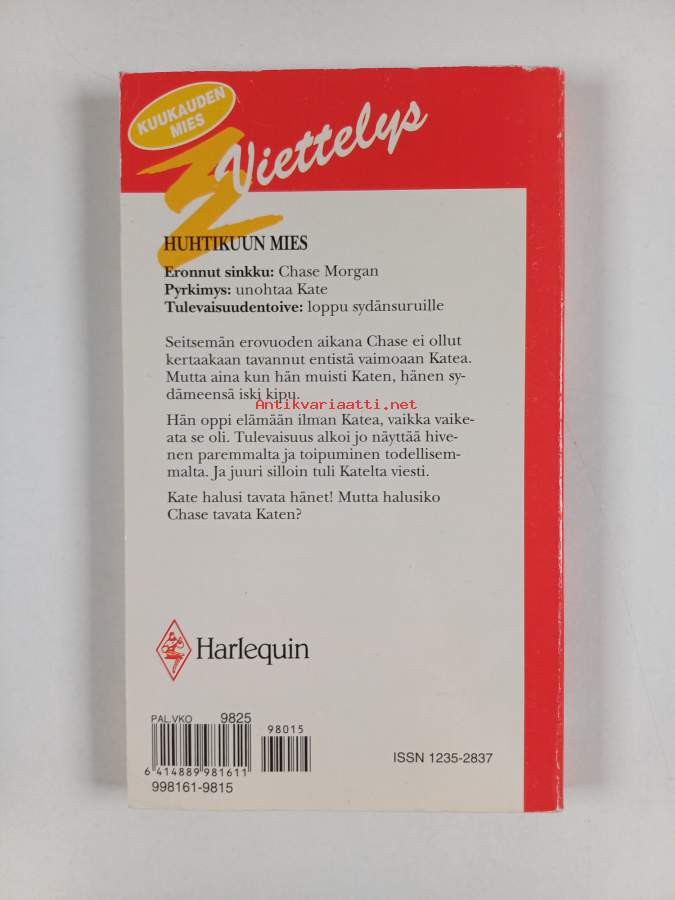 KUUKAUDEN
MIES
Viettelys
HUHTIKUUN MIES
Eronnut sinkku: Chase Morgan
Pyrkimys: unohtaa Kate
Tulevaisuudentoive: loppu sydänsuruille
Seitsemän erovuoden aikana Chase ei ollut
kertaakaan tavannut entistä vaimoaan Katea.
Mutta aina kun hän muisti Katen, hänen sy-
dämeensä iski kipu.
Antikvariaatti.net
Hän oppi elämään ilman Katea, vaikka vaike-
ata se oli. Tulevaisuus alkoi jo näyttää hive-
nen paremmalta ja toipuminen todellisem-
malta. Ja juuri silloin tuli Katelta viesti.
Kate halusi tavata hänet! Mutta halusiko
Chase tavata Katen?
Harlequin
PAL.VKO 9825
98015
6 414889 981611
998161-9815
ISSN 1235-2837